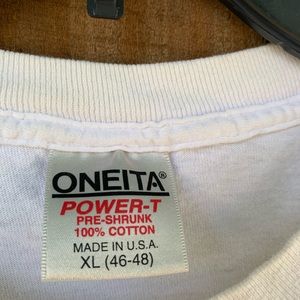 ONEITA®
POWER-T
PRE-SHRUNK
100% COTTON
MADE IN U.S.A.
XL (46-48)